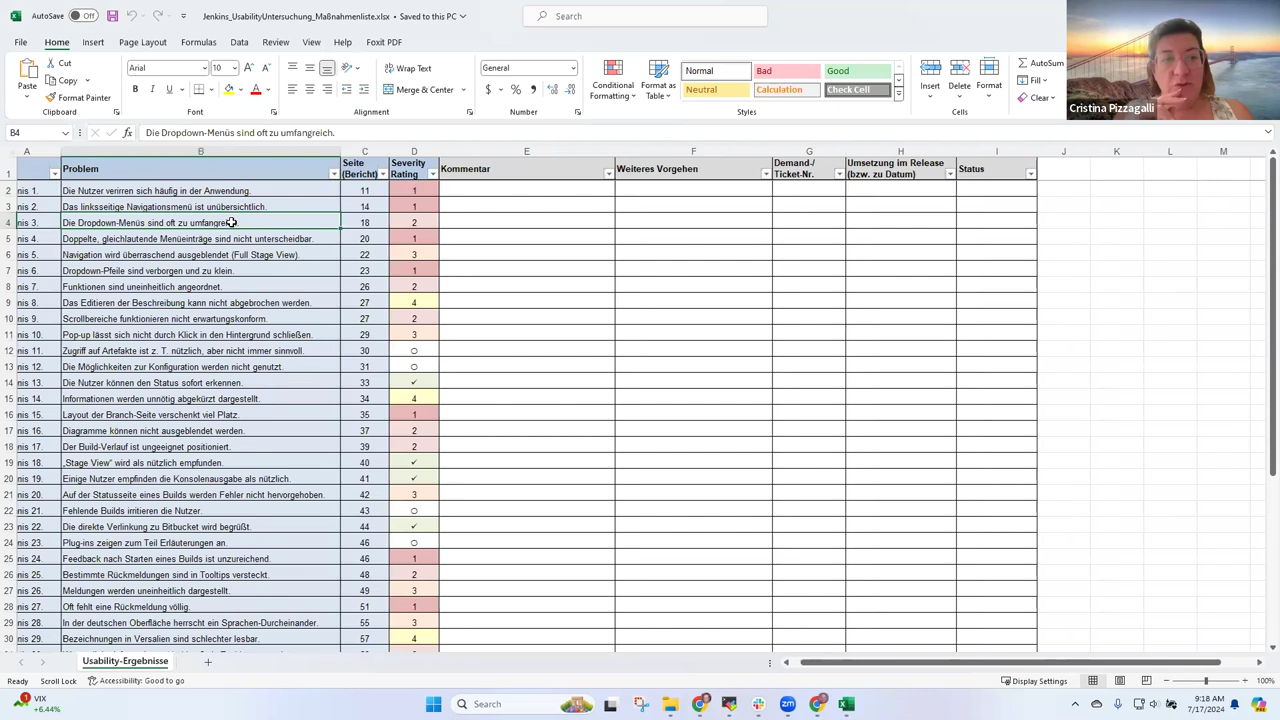 AutoSave Off
Jenkins_UsabilityUntersuchung_Maßnahmenliste.xlsx
Saved to this PC
Search
File Home Insert Page Layout Formulas Data Review View Help Foxit PDF
Paste
Cut
Copy
Format Painter
Clipboard
Arial 10
B I U
Font
Wrap Text
Merge & Center
Alignment
General
$ %
Number
Conditional Formatting
Format as Table
Normal Bad Good
Neutral Calculation Check Cell
Styles
Insert Delete Format
Cells
AutoSum
Fill
Clear
Cristina Pizzagalli
B4 fx Die Dropdown-Menüs sind oft zu umfangreich.
A B C D E F G H I J K L M
1 Problem Seite (Bericht) Severity Rating Kommentar Weiteres Vorgehen Demand-/ Ticket-Nr. Umsetzung im Release (bzw. zu Datum) Status
2 nis 1. Die Nutzer verirren sich häufig in der Anwendung. 11 1
3 nis 2. Das linksseitige Navigationsmenü ist unübersichtlich. 14 1
4 nis 3. Die Dropdown-Menüs sind oft zu umfangre 18 2
5 nis 4. Doppelte, gleichlautende Menüeinträge sind nicht unterscheidbar. 20 1
6 nis 5. Navigation wird überraschend ausgeblendet (Full Stage View). 22 3
7 nis 6. Dropdown-Pfeile sind verborgen und zu klein. 23 1
8 nis 7. Funktionen sind uneinheitlich angeordnet. 26 2
9 nis 8. Das Editieren der Beschreibung kann nicht abgebrochen werden. 27 4
10 nis 9. Scrollbereiche funktionieren nicht erwartungskonform. 27 2
11 nis 10. Pop-up lässt sich nicht durch Klick in den Hintergrund schließen. 29 3
12 nis 11. Zugriff auf Artefakte ist z. T. nützlich, aber nicht immer sinnvoll. 30 ○
13 nis 12. Die Möglichkeiten zur Konfiguration werden nicht genutzt. 31 ○
14 nis 13. Die Nutzer können den Status sofort erkennen. 33 ✓
15 nis 14. Informationen werden unnötig abgekürzt dargestellt. 34 4
16 nis 15. Layout der Branch-Seite verschenkt viel Platz. 35 1
17 nis 16. Diagramme können nicht ausgeblendet werden. 37 2
18 nis 17. Der Build-Verlauf ist ungeeignet positioniert. 39 2
19 nis 18. „Stage View“ wird als nützlich empfunden. 40 ✓
20 nis 19. Einige Nutzer empfinden die Konsolenausgabe als nützlich. 41 ✓
21 nis 20. Auf der Statusseite eines Builds werden Fehler nicht hervorgehoben. 42 3
22 nis 21. Fehlende Builds irritieren die Nutzer. 43 ○
23 nis 22. Die direkte Verlinkung zu Bitbucket wird begrüßt. 44 ✓
24 nis 23. Plug-ins zeigen zum Teil Erläuterungen an. 46 ○
25 nis 24. Feedback nach Starten eines Builds ist unzureichend. 46 1
26 nis 25. Bestimmte Rückmeldungen sind in Tooltips versteckt. 48 2
27 nis 26. Meldungen werden uneinheitlich dargestellt. 49 3
28 nis 27. Oft fehlt eine Rückmeldung völlig. 51 1
29 nis 28. In der deutschen Oberfläche herrscht ein Sprachen-Durcheinander. 55 3
30 nis 29. Bezeichnungen in Versalien sind schlechter lesbar. 57 4
Usability-Ergebnisse
Ready Scroll Lock Accessibility: Good to go Display Settings 100%
1
VIX
+6.44%
Search
9:18 AM
7/17/2024